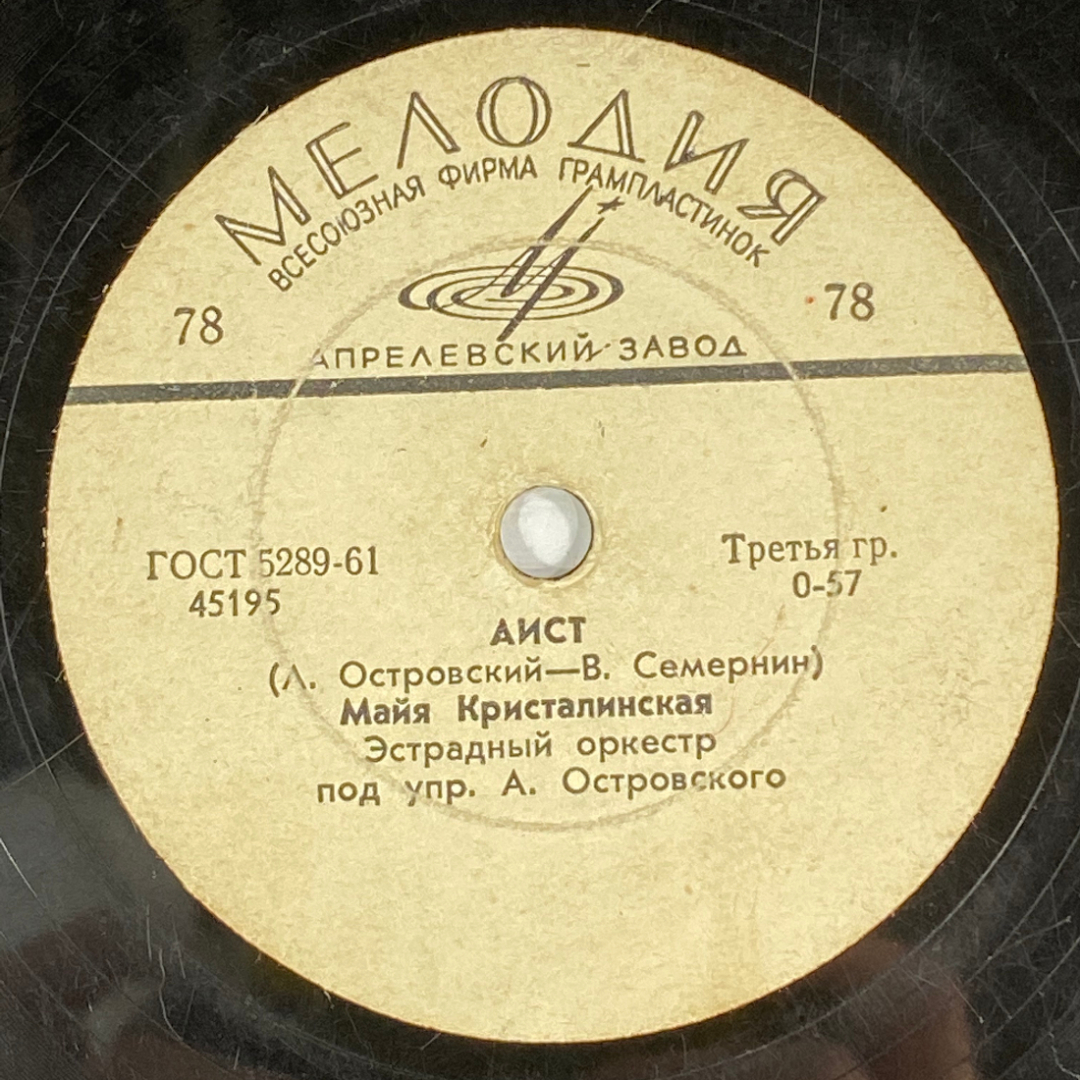 МЕЛОДИЯ
ВСЕСОЮЗНАЯ ФИРМА ГРАМПЛАСТИНОК
78 78
АПРЕЛЕВСКИЙ ЗАВОД
ГОСТ 5289-61 Третья гр.
45195 0-57
АИСТ
(А. Островский—В. Семернин)
Майя Кристалинская
Эстрадный оркестр
под упр. А. Островского